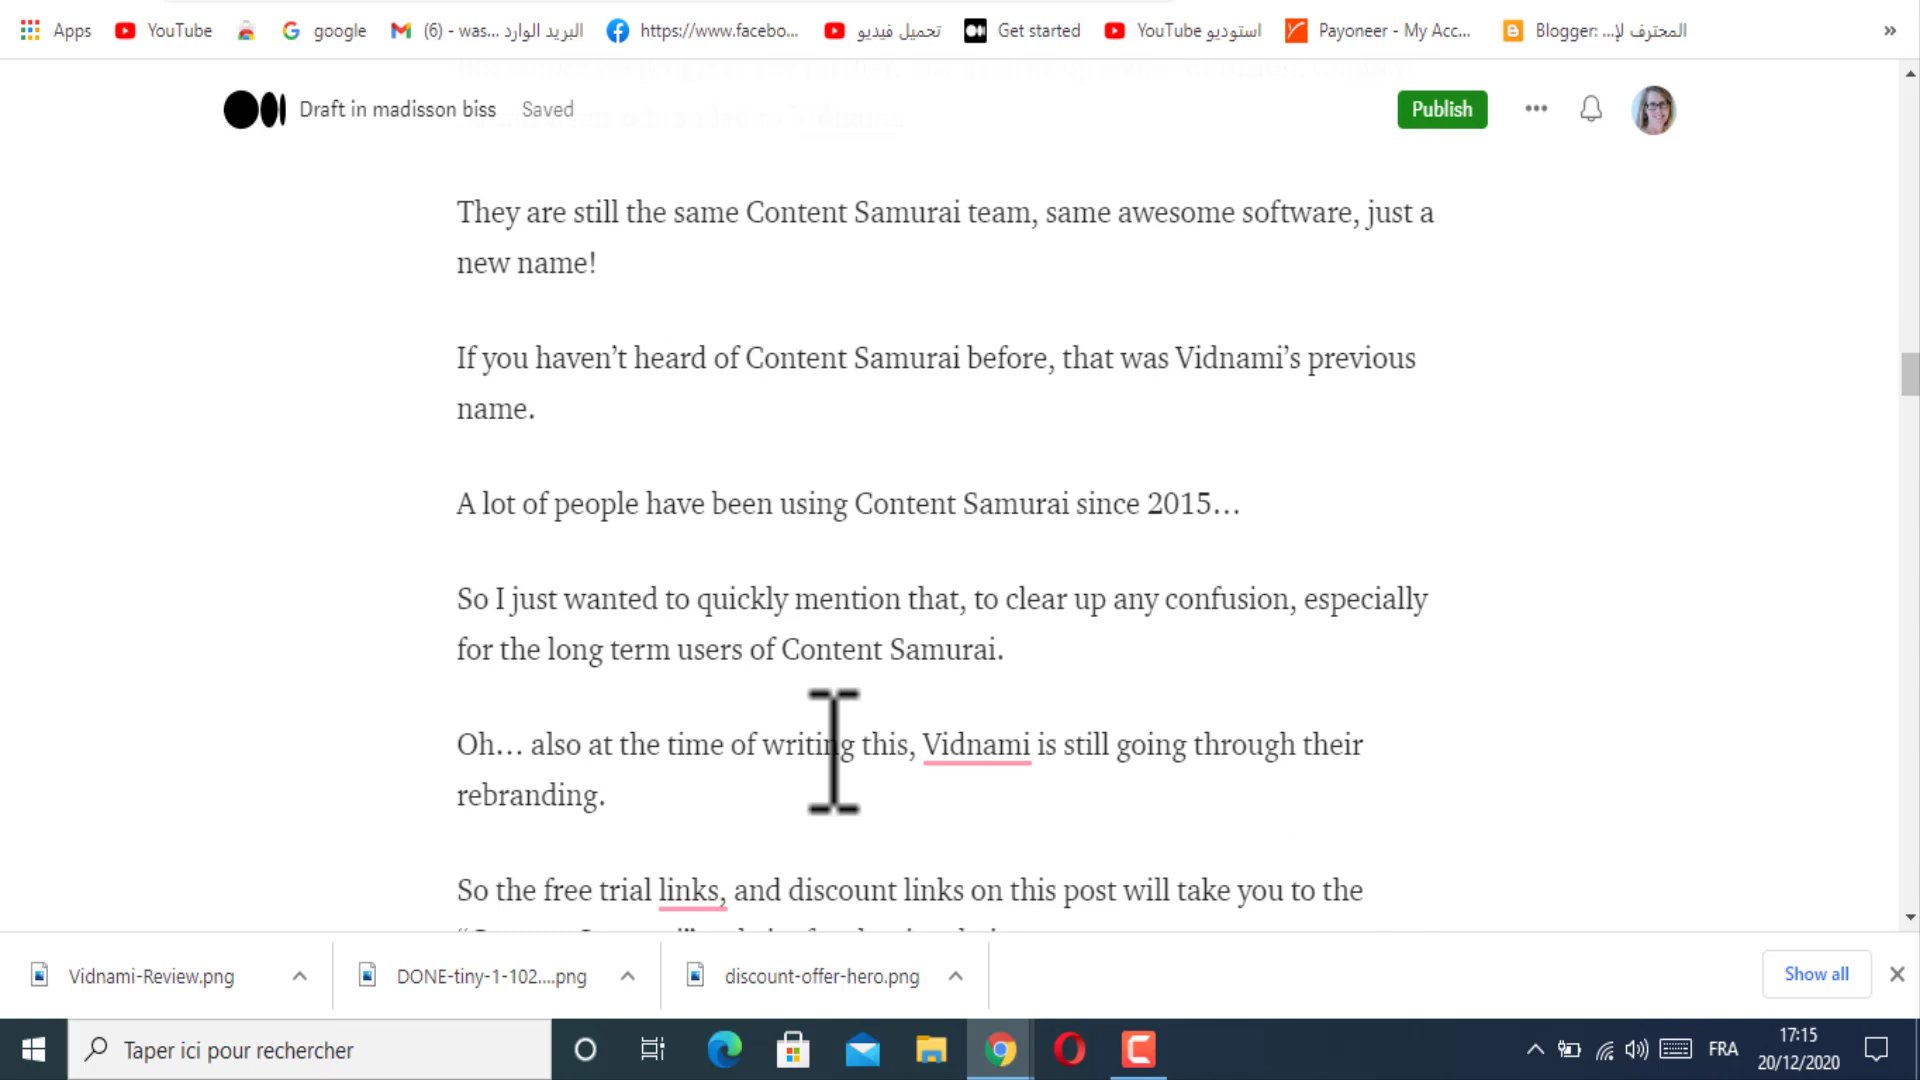 Apps YouTube google (6) - was... البريد الوارد https://www.facebo... تحميل فيديو Get started YouTube استوديو Payoneer - My Acc... Blogger: ...المحترف لإ »
Draft in madisson biss Saved Publish
They are still the same Content Samurai team, same awesome software, just a
new name!
If you haven’t heard of Content Samurai before, that was Vidnami’s previous
name.
A lot of people have been using Content Samurai since 2015…
So I just wanted to quickly mention that, to clear up any confusion, especially
for the long term users of Content Samurai.
Oh… also at the time of writing this, Vidnami is still going through their
rebranding.
So the free trial links, and discount links on this post will take you to the
Vidnami-Review.png DONE-tiny-1-102....png discount-offer-hero.png Show all
Taper ici pour rechercher FRA 17:15
20/12/2020